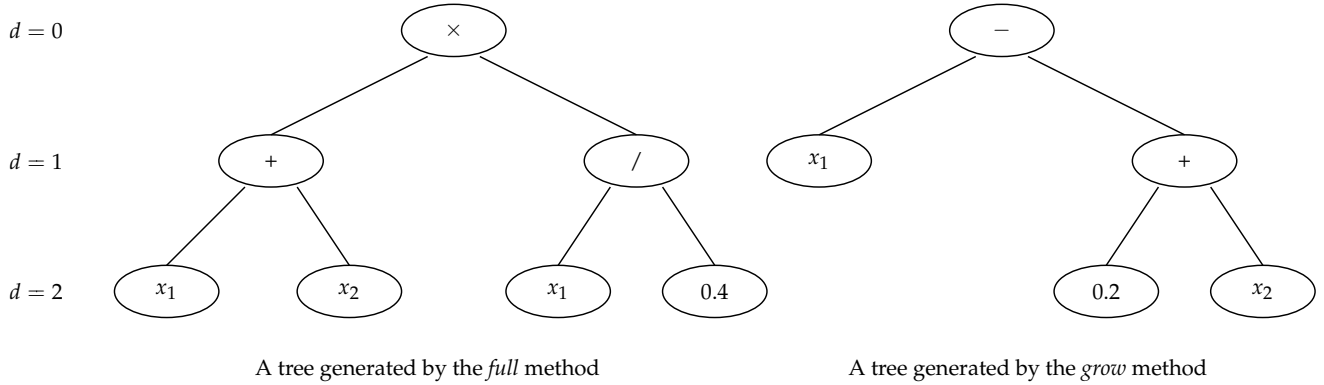 d = 0 × −
d = 1 + / x₁ +
d = 2 x₁ x₂ x₁ 0.4 0.2 x₂
A tree generated by the full method A tree generated by the grow method